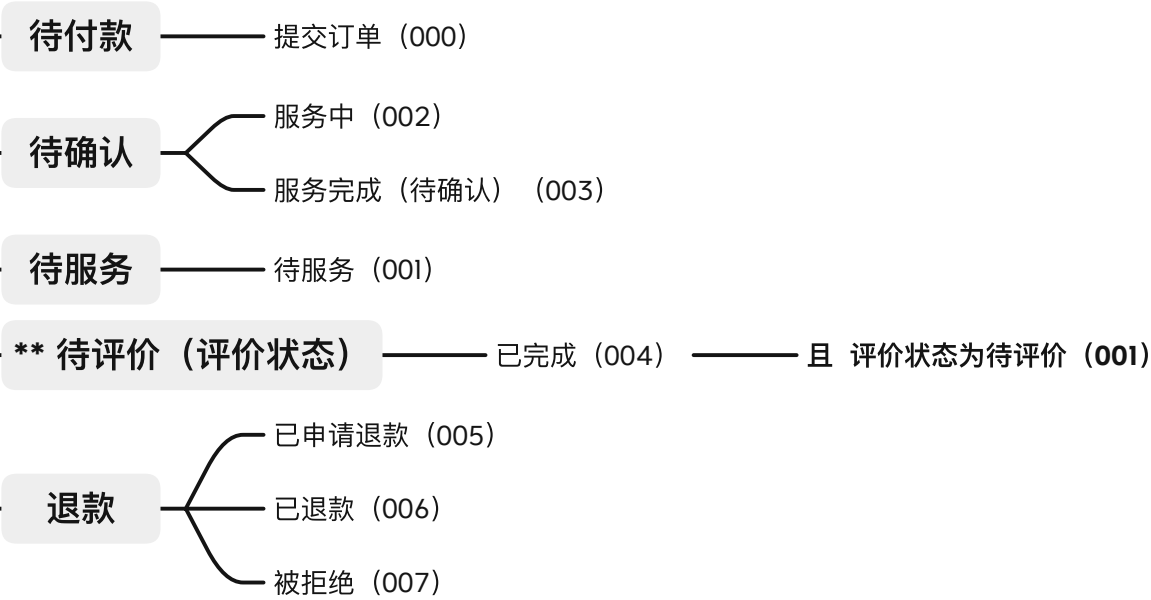 待付款
提交订单（000）
待确认
服务中（002）
服务完成（待确认）（003）
待服务
待服务（001）
** 待评价（评价状态）
已完成（004）
且 评价状态为待评价（001）
退款
已申请退款（005）
已退款（006）
被拒绝（007）